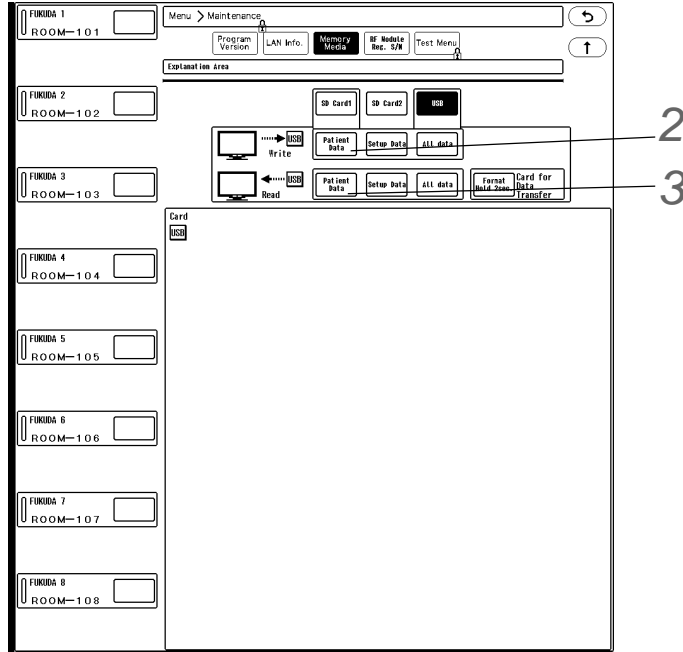 FUKUDA 1
ROOM-101
Menu > Maintenance
Program Version
LAN Info.
Memory Media
RF Module Reg. S/N
Test Menu
Explanation Area
FUKUDA 2
ROOM-102
SD Card1
SD Card2
USB
2
USB
Write
Patient Data
Setup Data
All data
FUKUDA 3
ROOM-103
3
USB
Read
Patient Data
Setup Data
All data
Format Hold 2sec.
Card for Data Transfer
Card
USB
FUKUDA 4
ROOM-104
FUKUDA 5
ROOM-105
FUKUDA 6
ROOM-106
FUKUDA 7
ROOM-107
FUKUDA 8
ROOM-108